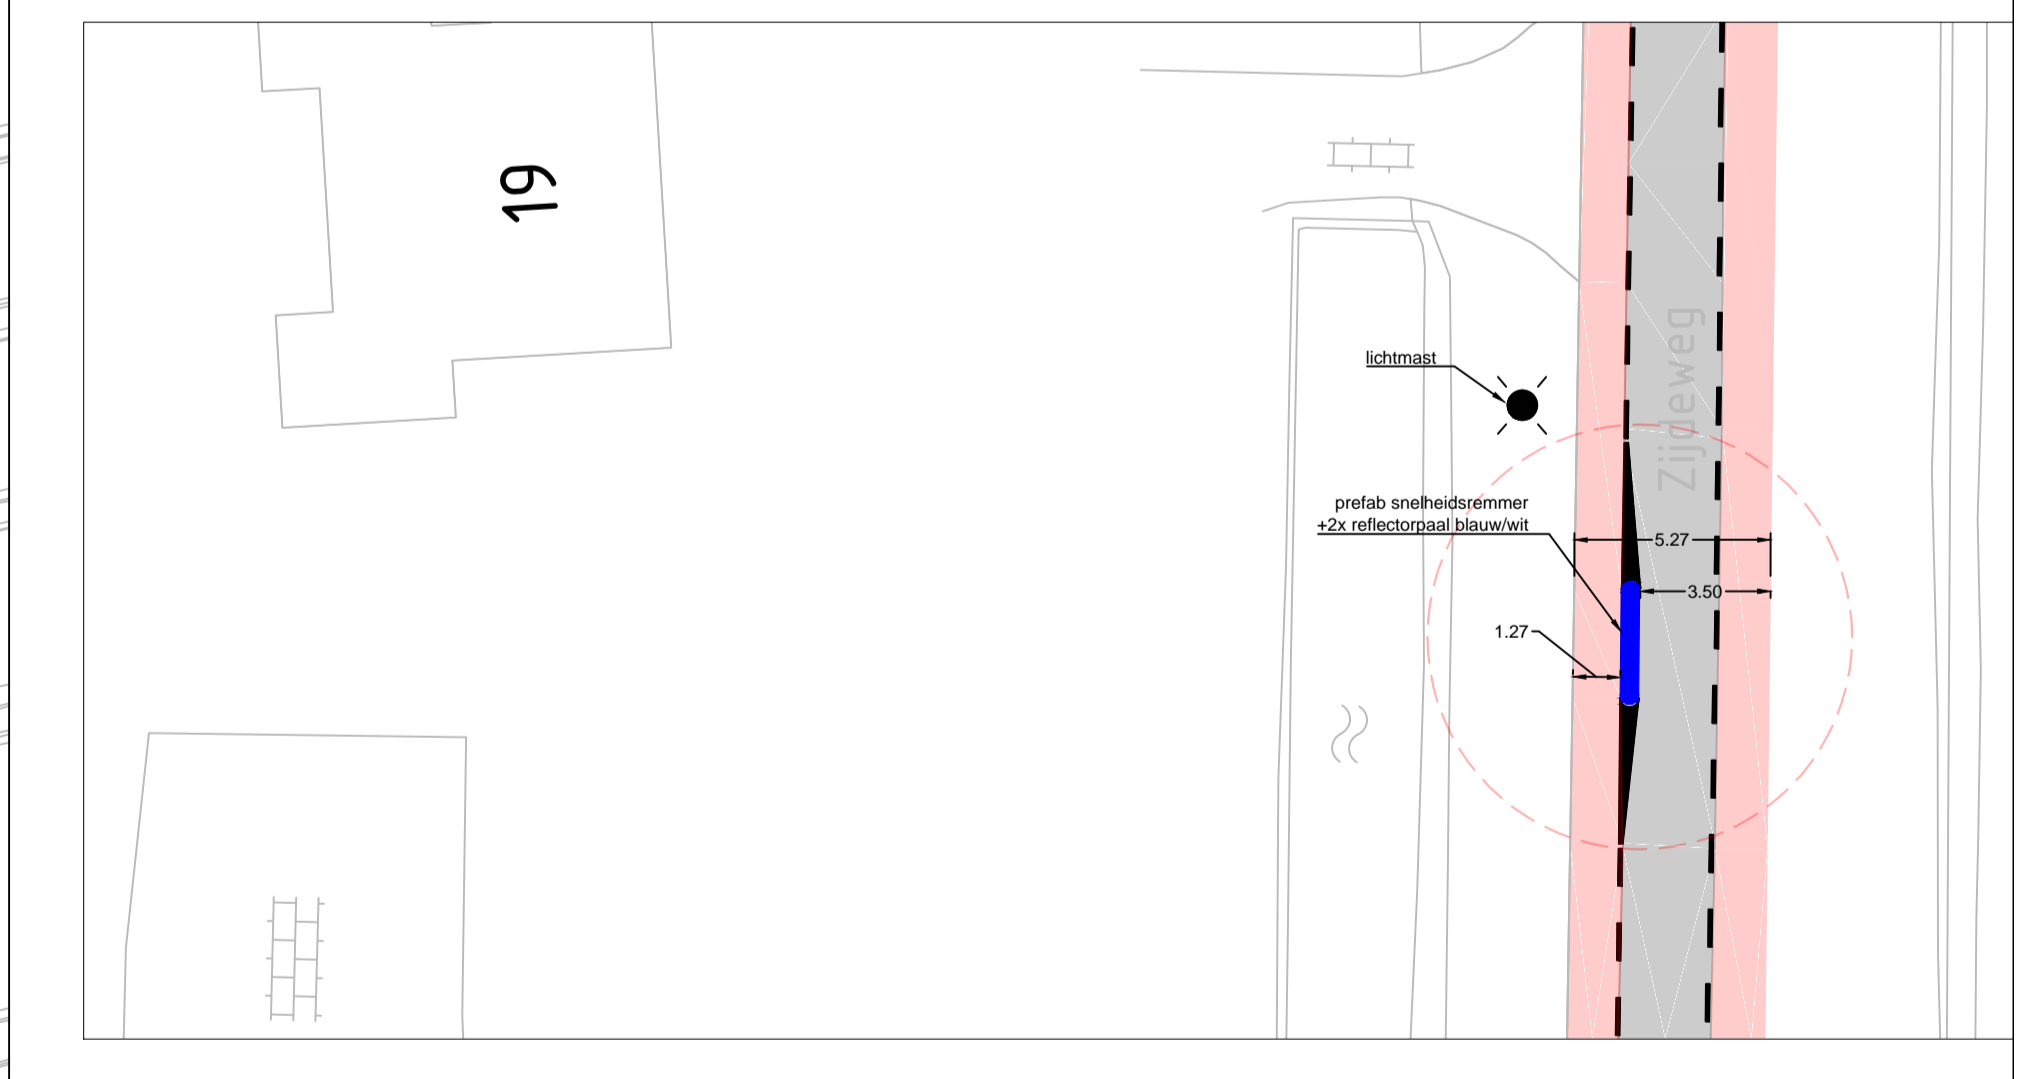 19
lichtmast
Zijdeweg
prefab snelheidsremmer
+2x reflectorpaal blauw/wit
5.27
3.50
1.27